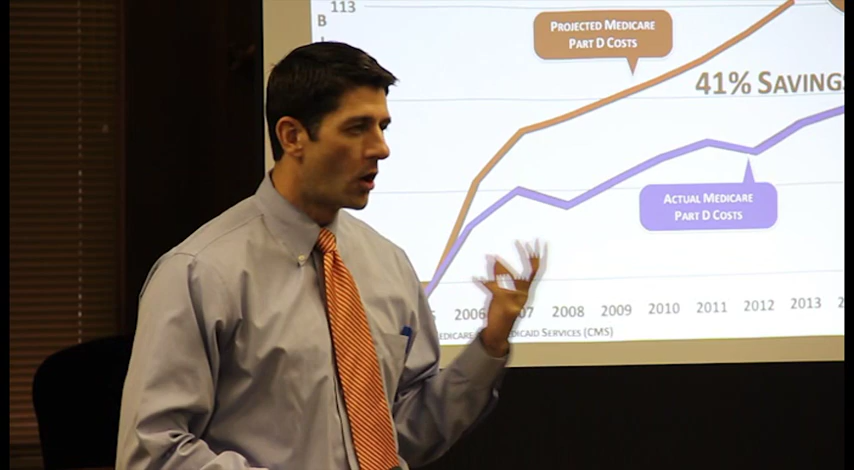 113
B
PROJECTED MEDICARE
PART D COSTS
41% SAVINGS
ACTUAL MEDICARE
PART D COSTS
2006 2008 2009 2010 2011 2012 2013
MEDICARE SERVICES (CMS)